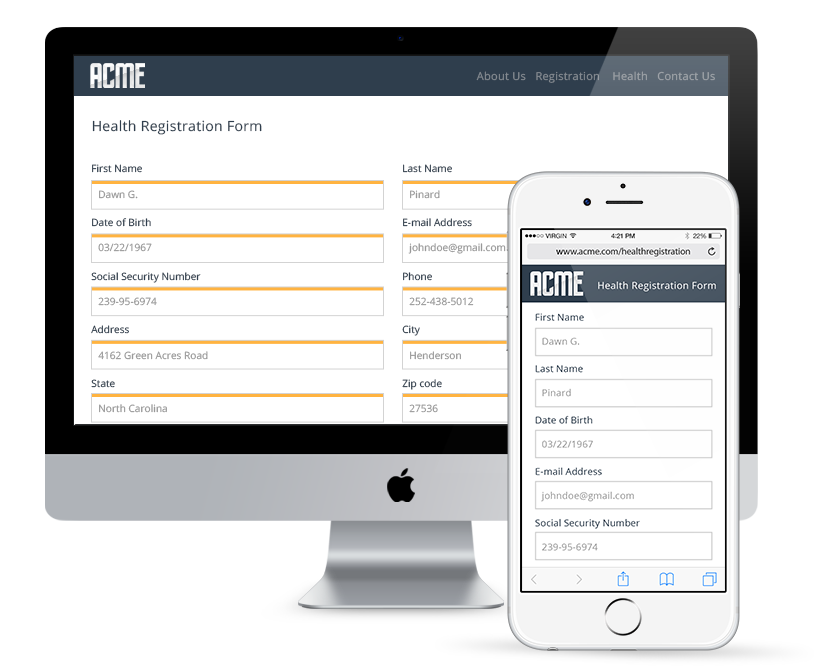 ACME
About Us Registration Health Contact Us
Health Registration Form
First Name Last Name
Dawn G. Pinard
Date of Birth E-mail Address
03/22/1967 johndoe@gmail.com
Social Security Number Phone
239-95-6974 252-438-5012
Address City
4162 Green Acres Road Henderson
State Zip code
North Carolina 27536
VIRGIN 4:21 PM 22%
www.acme.com/healthregistration
ACME Health Registration Form
First Name
Dawn G.
Last Name
Pinard
Date of Birth
03/22/1967
E-mail Address
johndoe@gmail.com
Social Security Number
239-95-6974